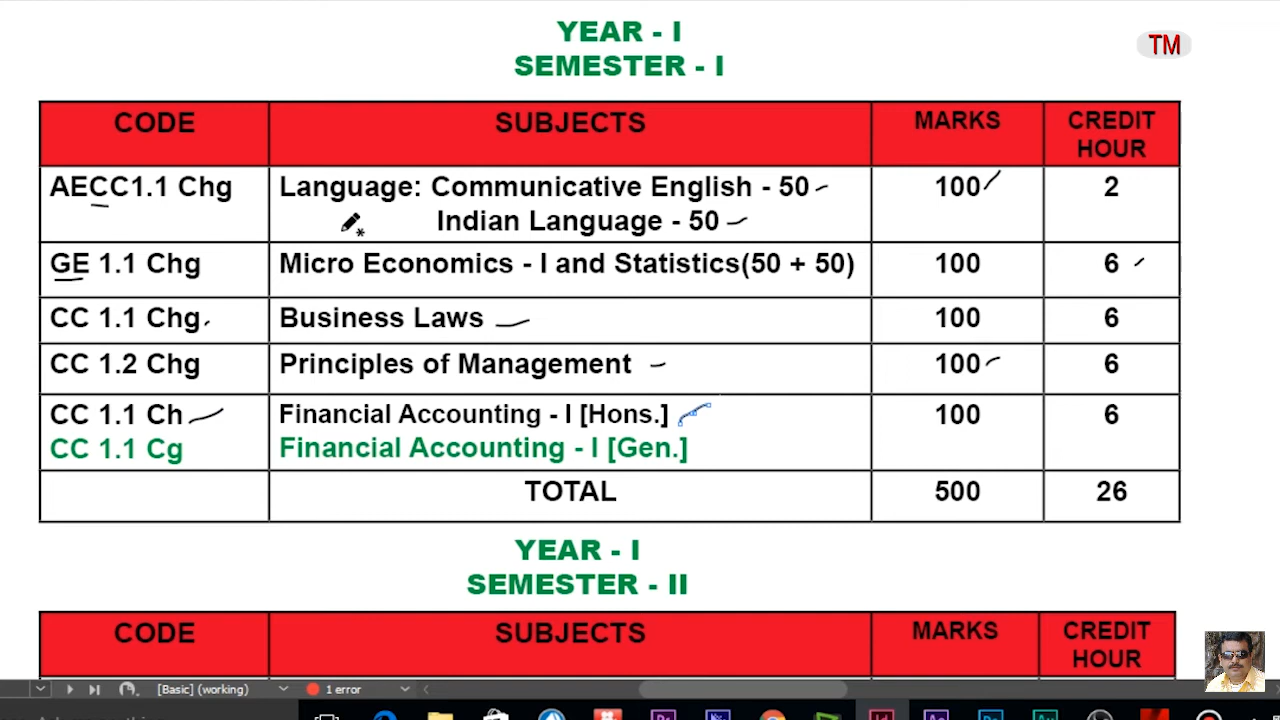 YEAR - I
TM
SEMESTER - I
CODE SUBJECTS MARKS CREDIT HOUR
AECC1.1 Chg Language: Communicative English - 50 100 2
Indian Language - 50
GE 1.1 Chg Micro Economics - I and Statistics(50 + 50) 100 6
CC 1.1 Chg Business Laws 100 6
CC 1.2 Chg Principles of Management 100 6
CC 1.1 Ch Financial Accounting - I [Hons.] 100 6
CC 1.1 Cg Financial Accounting - I [Gen.]
TOTAL 500 26
YEAR - I
SEMESTER - II
CODE SUBJECTS MARKS CREDIT HOUR
[Basic] (working) 1 error